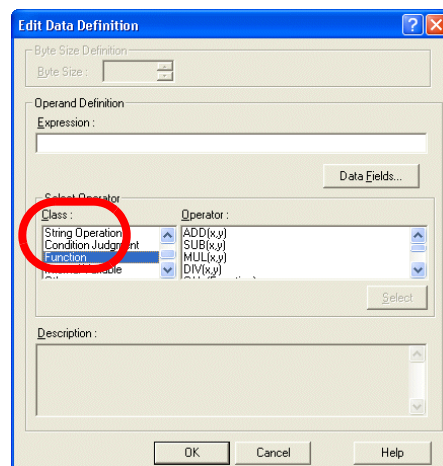 Edit Data Definition
Byte Size Definition
Byte Size :
Operand Definition
Expression :
Data Fields...
Select Operator
Class :
Operator :
String Operation
Condition Judgment
Function
ADD(x,y)
SUB(x,y)
MUL(x,y)
DIV(x,y)
Select
Description :
OK
Cancel
Help